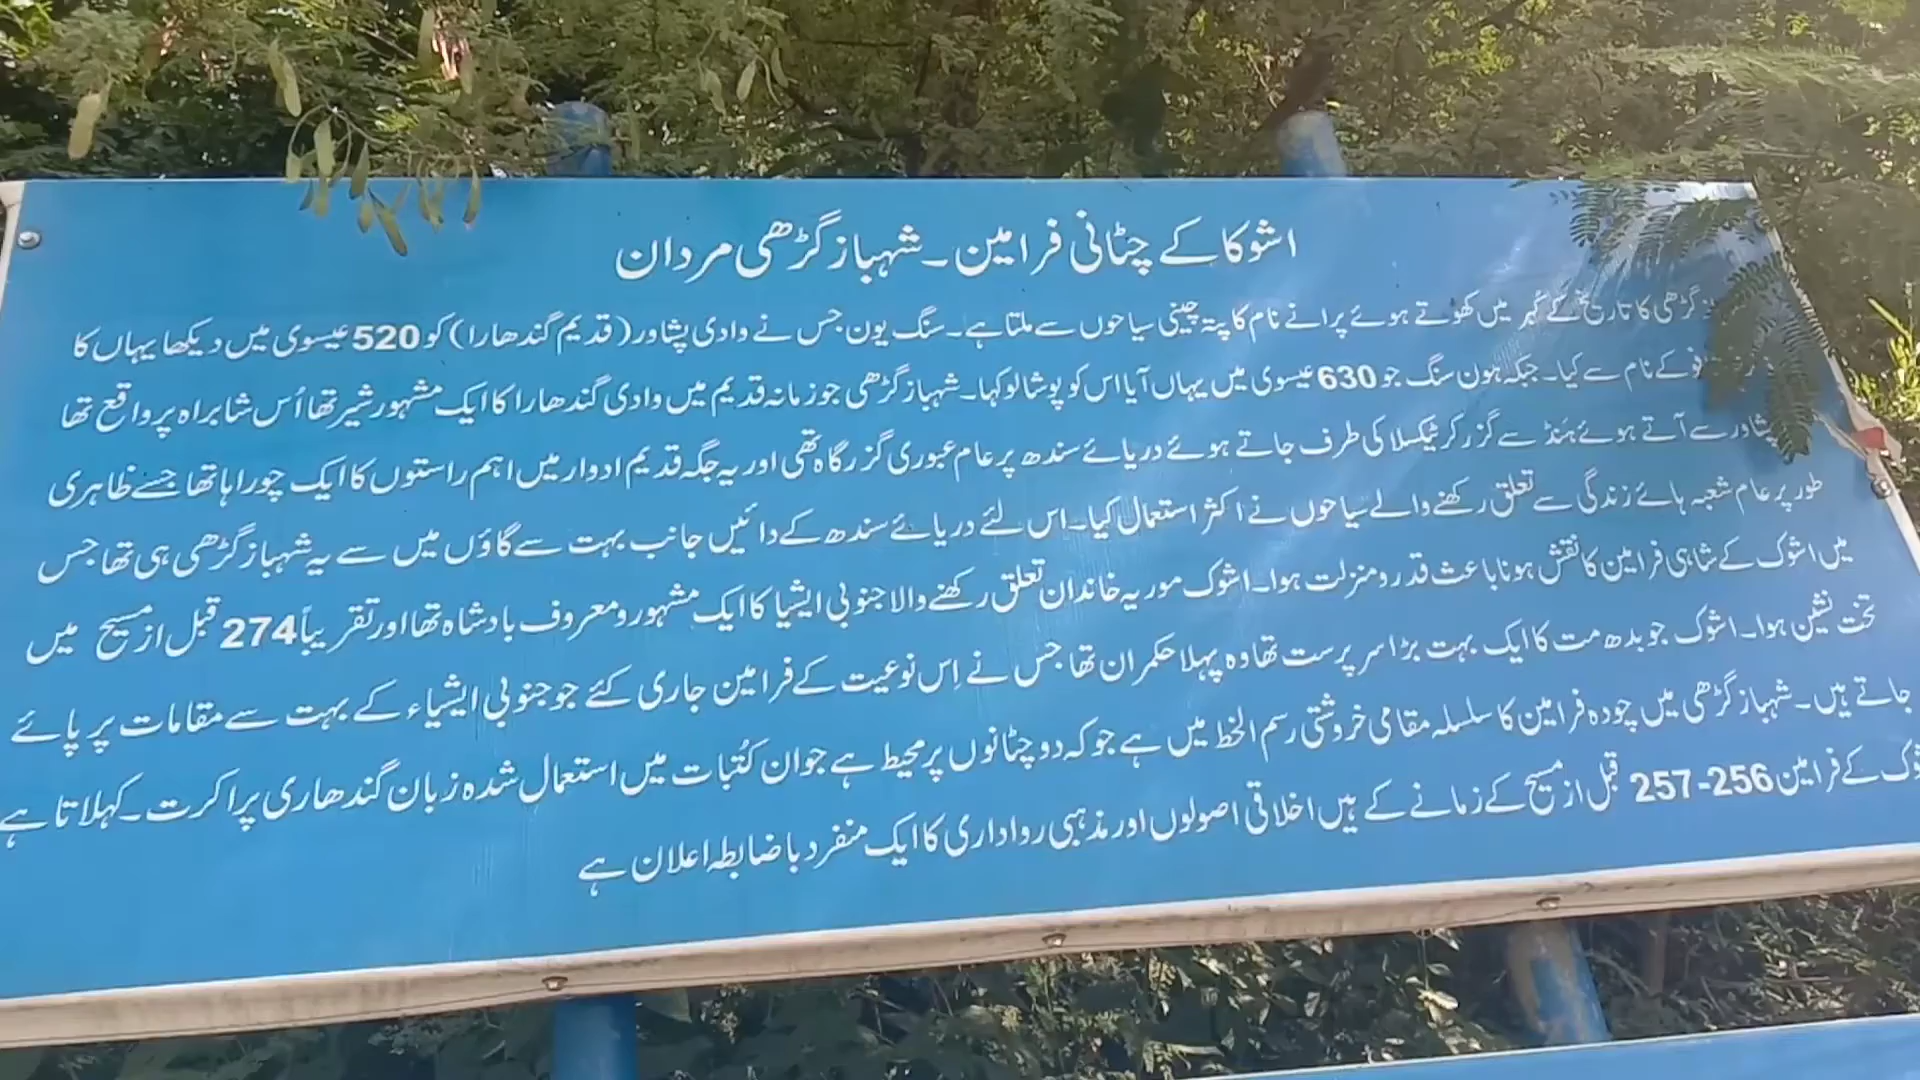 اشوکا کے چٹانی فرامین ۔ شہباز گڑھی مردان
گڑھی کا تاریخ کے کہر میں کھوتے ہوئے پرانے نام کا پتہ چینی سیاحوں سے ملتا ہے۔ سنگ یون جس نے وادی پشاور (قدیم گندھارا) کو 520 عیسوی میں دیکھا یہاں کا
کے نام سے کیا۔ جبکہ ہون سنگ جو 630 عیسوی میں یہاں آیا اس کو پوشالو کہا۔ شہباز گڑھی جو زمانہ قدیم میں وادی گندھارا کا ایک مشہور شہر تھا اُس شاہراہ پر واقع تھا
پشاور سے آتے ہوئے ہنڈ سے گزر کر ٹیکسلا کی طرف جاتے ہوئے دریائے سندھ پر عام عبوری گزرگاہ تھی اور یہ جگہ قدیم ادوار میں اہم راستوں کا ایک چوراہا تھا جسنے ظاہری
طور پر عام شعبہ ہائے زندگی سے تعلق رکھنے والے سیاحوں نے اکثر استعمال کیا۔ اس لئے دریائے سندھ کے دائیں جانب بہت سے گاؤں میں سے یہ شہباز گڑھی ہی تھا جس
میں اشوک کے شاہی فرامین کا نقش ہونا باعث قدر و منزلت ہوا۔ اشوک موریہ خاندان تعلق رکھنے والا جنوبی ایشیا کا ایک مشہور و معروف بادشاہ تھا اور تقریباً 274 قبل از مسیح میں
تخت نشین ہوا۔ اشوک جو بدھ مت کا ایک بہت بڑا سرپرست تھا وہ پہلا حکمران تھا جس نے اِس نوعیت کے فرامین جاری کئے جو جنوبی ایشیاء کے بہت سے مقامات پر پائے
جاتے ہیں۔ شہباز گڑھی میں چودہ فرامین کا سلسلہ مقامی خروشتی رسم الخط میں ہے جو کہ دو چٹانوں پر محیط ہے جو ان کُتبات میں استعمال شدہ زبان گندھاری پراکرت ۔ کہلاتا ہے
کے فرامین 256-257 قبل از مسیح کے زمانے کے ہیں اخلاقی اصولوں اور مذہبی رواداری کا ایک منفرد باضابطہ اعلان ہے